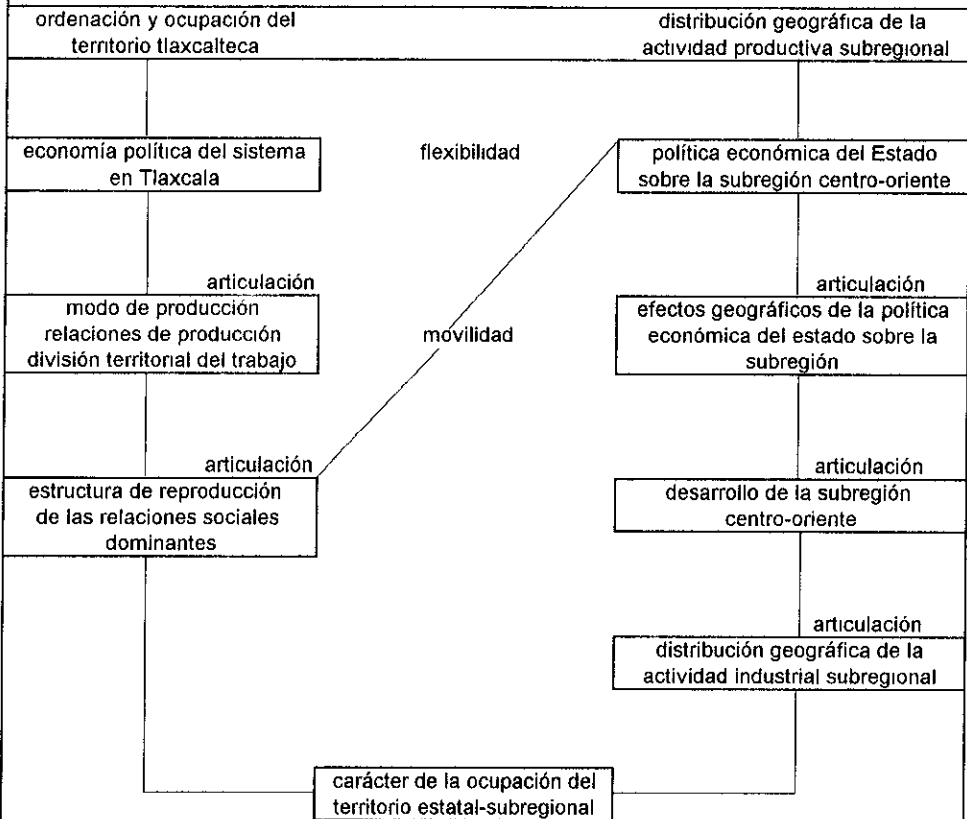 ordenación y ocupación del
territorio tlaxcalteca
distribución geográfica de la
actividad productiva subregional
economía política del sistema
en Tlaxcala
flexibilidad
política económica del Estado
sobre la subregión centro-oriente
articulación
modo de producción
relaciones de producción
división territorial del trabajo
movilidad
articulación
efectos geográficos de la política
económica del estado sobre la
subregión
articulación
estructura de reproducción
de las relaciones sociales
dominantes
articulación
desarrollo de la subregión
centro-oriente
articulación
distribución geográfica de la
actividad industrial subregional
carácter de la ocupación del
territorio estatal-subregional